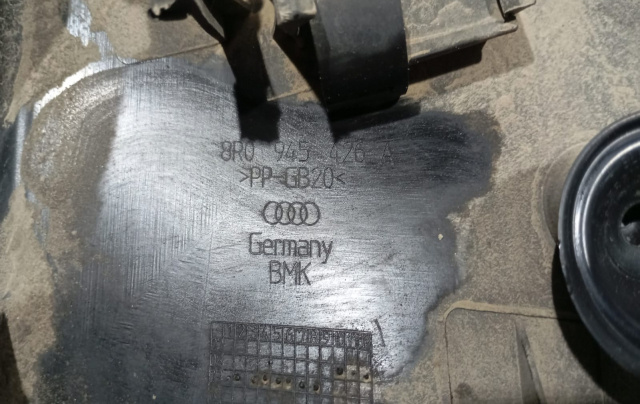 8R0 945 426 A
>PP-GB20<
Germany
BMK